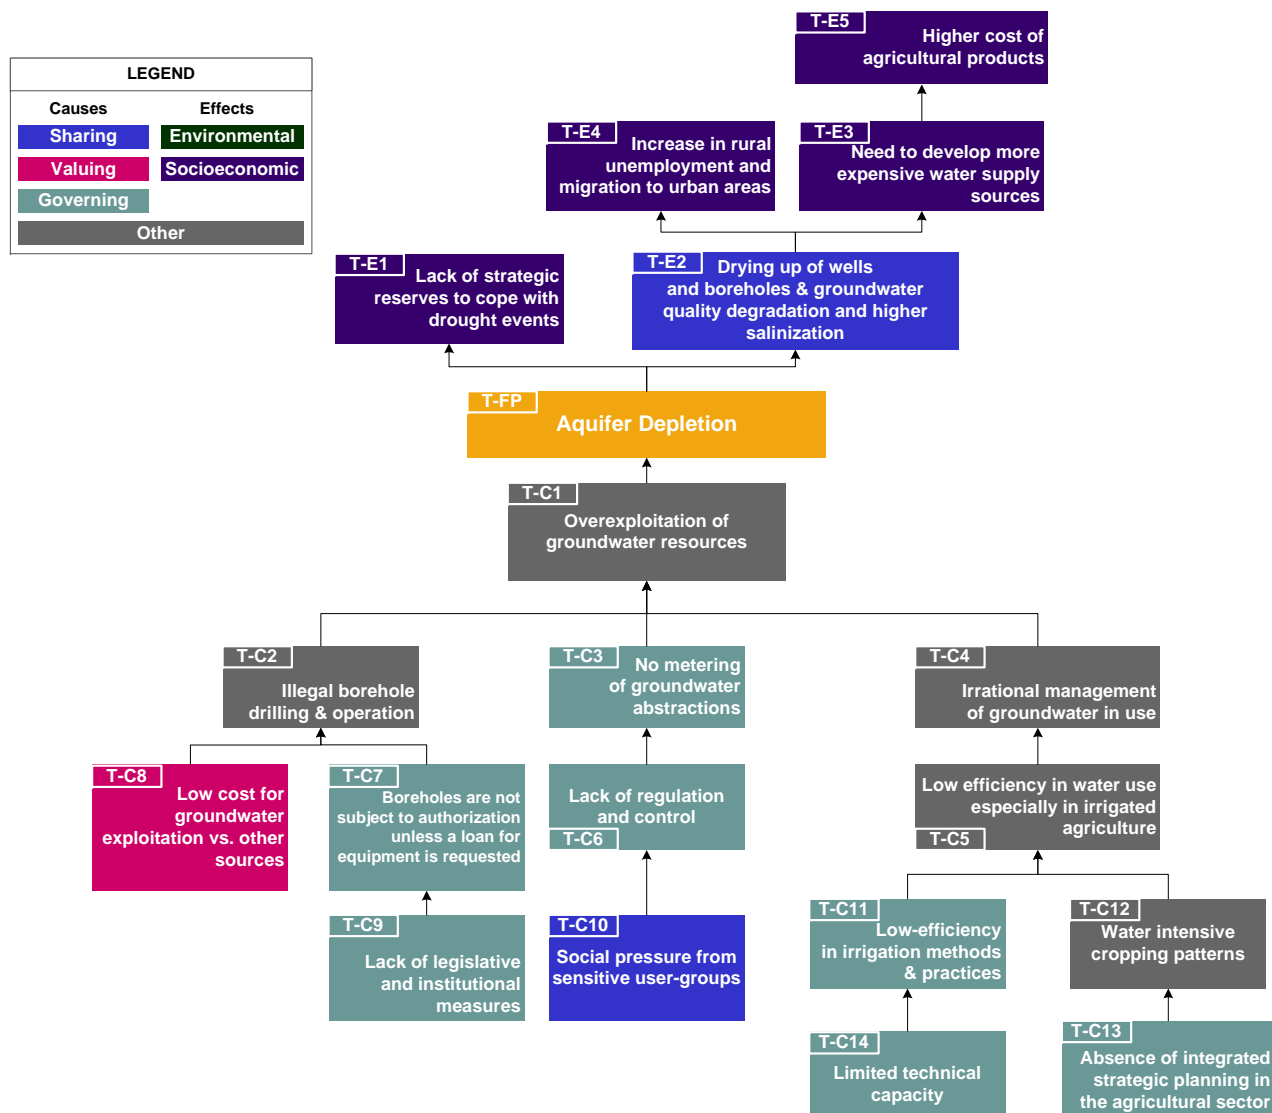 T-E5
Higher cost of
agricultural products
LEGEND
Causes
Effects
Sharing
Environmental
Valuing
Socioeconomic
Governing
Other
T-E4
Increase in rural
unemployment and
migration to urban areas
T-E3
Need to develop more
expensive water supply
sources
T-E1
Lack of strategic
reserves to cope with
drought events
T-E2
Drying up of wells
and boreholes & groundwater
quality degradation and higher
salinization
T-FP
Aquifer Depletion
T-C1
Overexploitation of
groundwater resources
T-C2
Illegal borehole
drilling & operation
T-C3
No metering
of groundwater
abstractions
T-C4
Irrational management
of groundwater in use
T-C8
Low cost for
groundwater
exploitation vs. other
sources
T-C7
Boreholes are not
subject to authorization
unless a loan for
equipment is requested
Lack of regulation
and control
T-C6
Low efficiency in water use
especially in irrigated
agriculture
T-C5
T-C9
Lack of legislative
and institutional
measures
T-C10
Social pressure from
sensitive user-groups
T-C11
Low-efficiency
in irrigation methods
& practices
T-C12
Water intensive
cropping patterns
T-C14
Limited technical
capacity
T-C13
Absence of integrated
strategic planning in
the agricultural sector